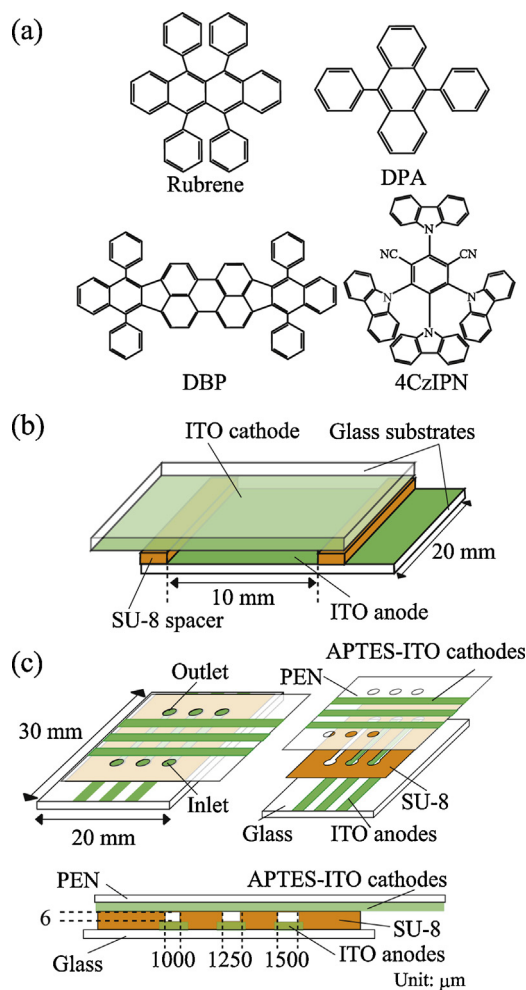 (a)
Rubrene
DPA
N
NC
CN
N
N
N
DBP
4CzIPN
(b)
ITO cathode
Glass substrates
20 mm
10 mm
SU-8 spacer
ITO anode
(c)
APTES-ITO cathodes
Outlet
PEN
30 mm
Inlet
SU-8
20 mm
Glass
ITO anodes
PEN
APTES-ITO cathodes
6
SU-8
Glass
ITO anodes
1000 1250 1500
Unit: μm